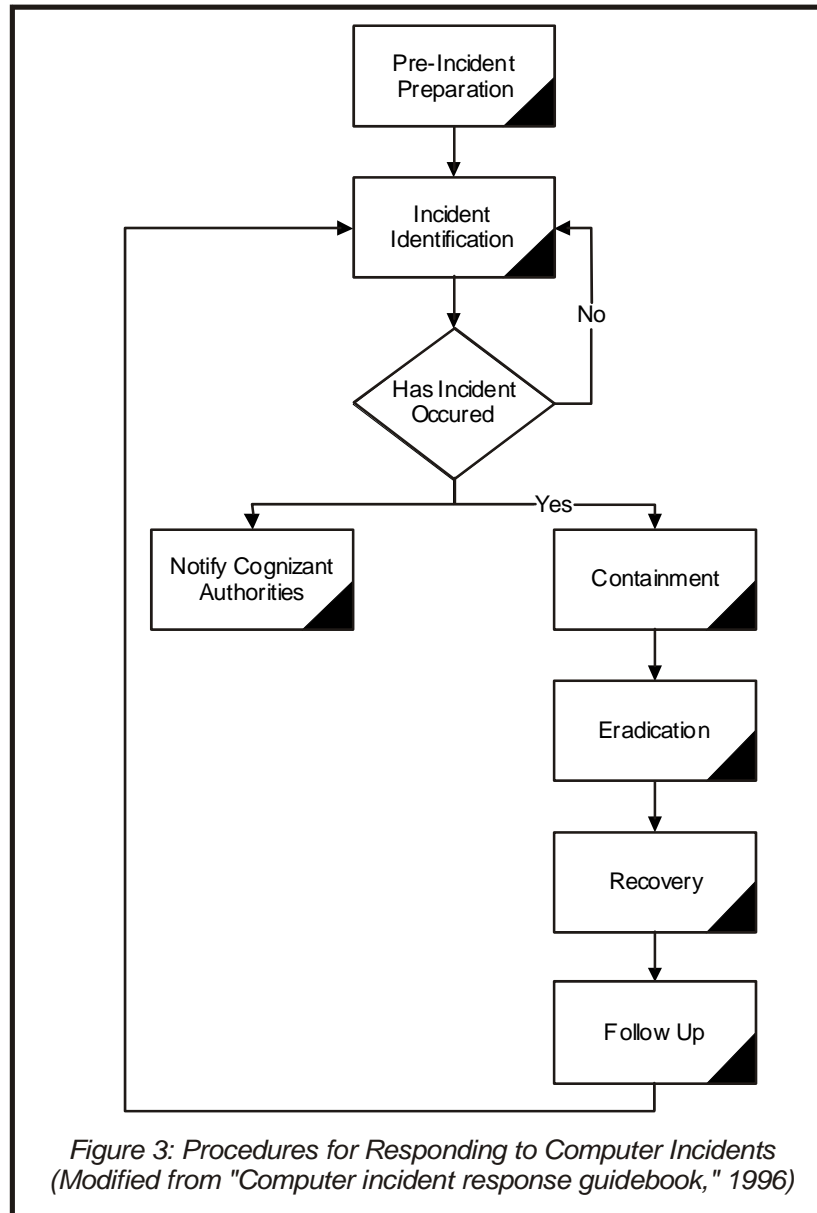 Pre-Incident
Preparation
Incident
Identification
No
Has Incident
Occured
Yes
Notify Cognizant
Authorities
Containment
Eradication
Recovery
Follow Up
Figure 3: Procedures for Responding to Computer Incidents
(Modified from "Computer incident response guidebook," 1996)